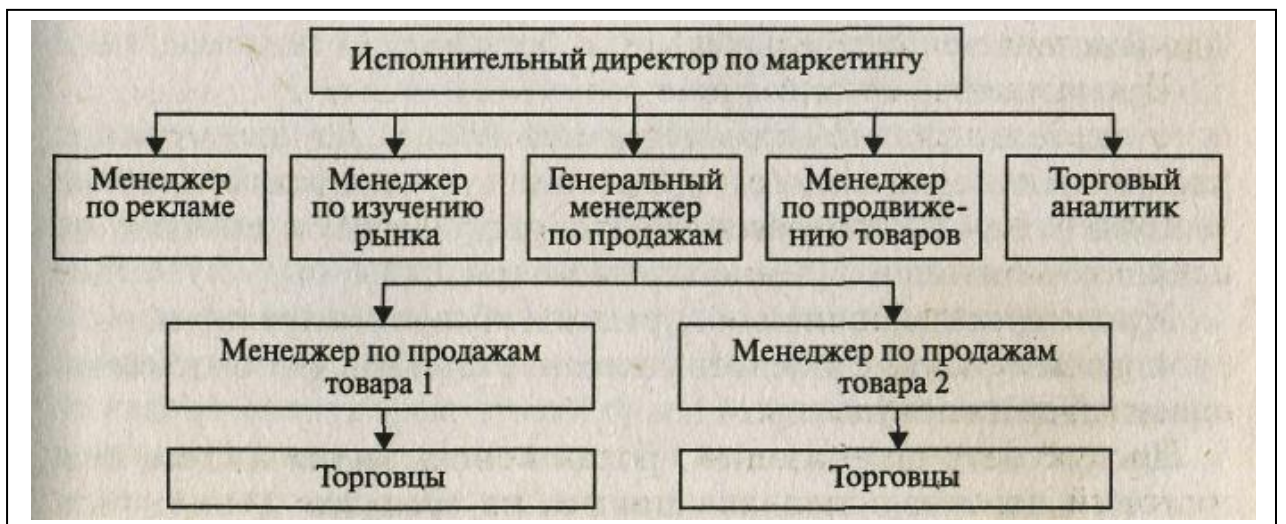 Исполнительный директор по маркетингу
Менеджер
по рекламе
Менеджер
по изучению
рынка
Генеральный
менеджер
по продажам
Менеджер
по продвиже-
нию товаров
Торговый
аналитик
Менеджер по продажам
товара 1
Менеджер по продажам
товара 2
Торговцы
Торговцы